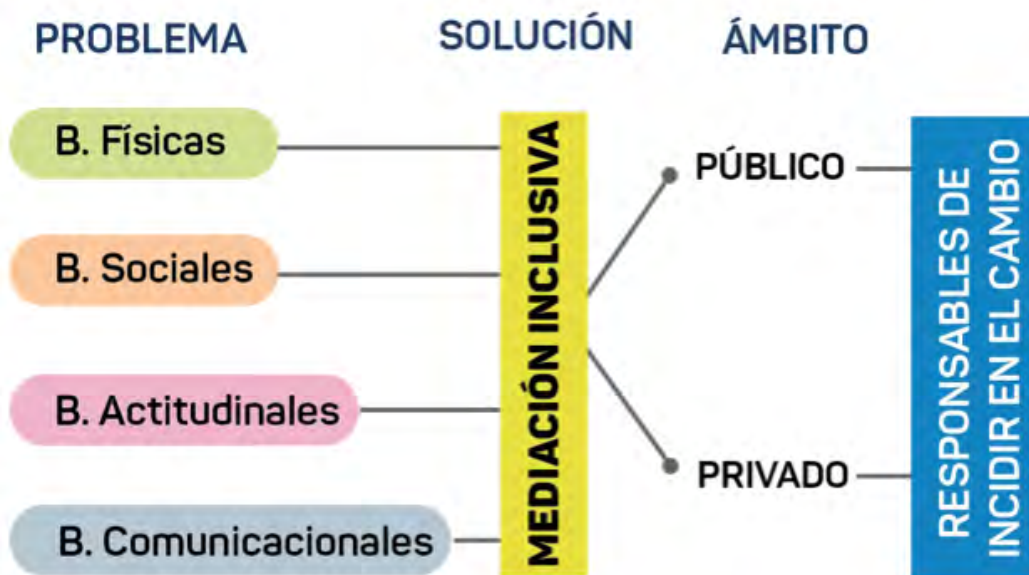 PROBLEMA
SOLUCIÓN
ÁMBITO
B. Físicas
B. Sociales
B. Actitudinales
B. Comunicacionales
MEDIACIÓN INCLUSIVA
PÚBLICO
PRIVADO
RESPONSABLES DE
INCIDIR EN EL CAMBIO